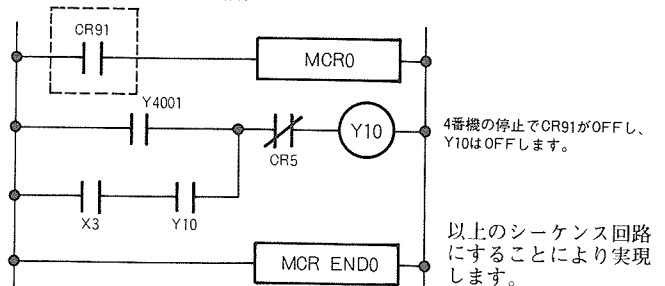 CR91
MCR0
Y4001
Y10
CR5
4番機の停止でCR91がOFFし、
Y10はOFFします。
X3
Y10
以上のシーケンス回路
にすることにより実現
します。
MCR END0